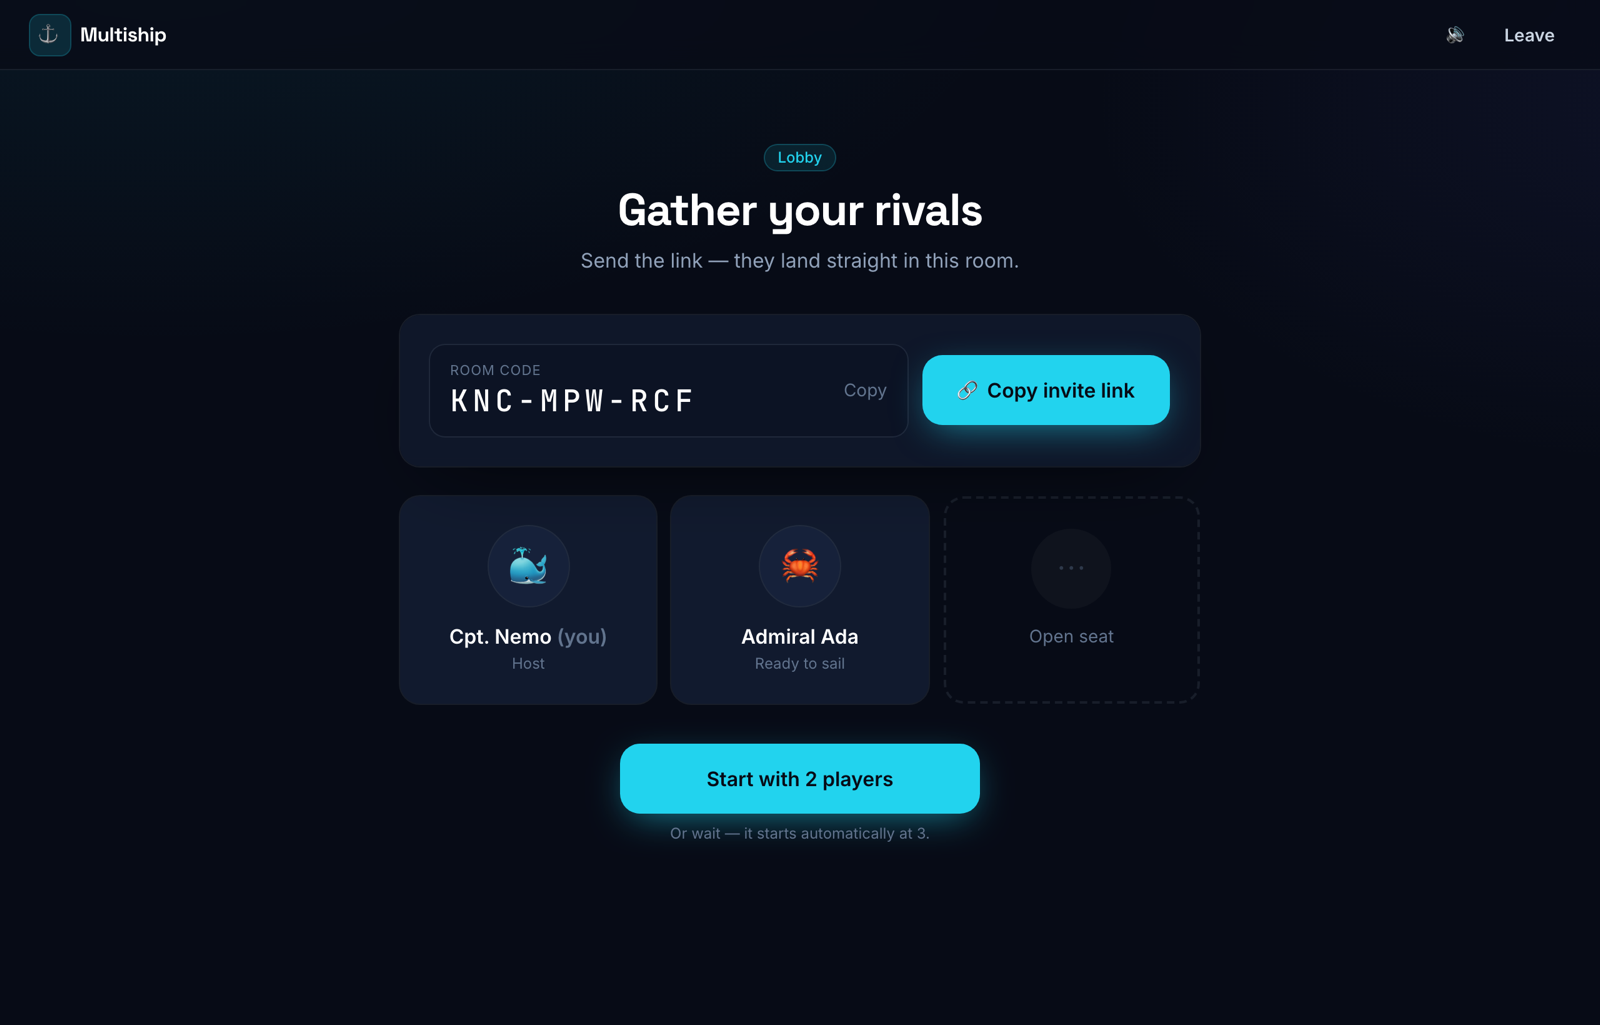 Multiship
Leave
Lobby
Gather your rivals
Send the link — they land straight in this room.
ROOM CODE
KNC-MPW-RCF
Copy
Copy invite link
Cpt. Nemo (you)
Host
Admiral Ada
Ready to sail
Open seat
Start with 2 players
Or wait — it starts automatically at 3.